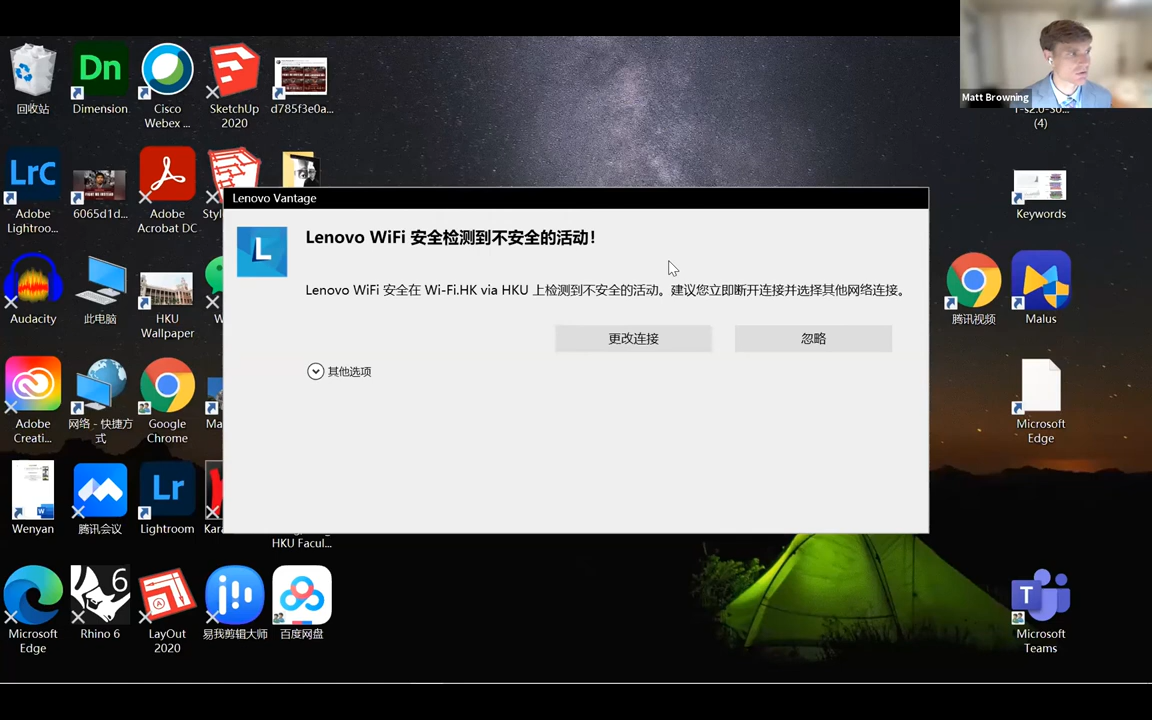 Matt Browning
回收站
Dn
Dimension
Cisco
Webex ...
SketchUp
2020
d785f3e0a...
(4)
LrC
Adobe
Lightroo...
6065d1d...
Adobe
Acrobat DC
Keywords
Lenovo Vantage
L
Lenovo WiFi 安全检测到不安全的活动!
Lenovo WiFi 安全在 Wi-Fi.HK via HKU 上检测到不安全的活动。建议您立即断开连接并选择其他网络连接。
更改连接
忽略
其他选项
Audacity
此电脑
HKU
Wallpaper
腾讯视频
Malus
Adobe
Creati...
网络 - 快捷方
式
Google
Chrome
Microsoft
Edge
Wenyan
腾讯会议
Lr
Lightroom
HKU Facul...
Microsoft
Edge
6
Rhino 6
LayOut
2020
易我剪辑大师
百度网盘
T
Microsoft
Teams